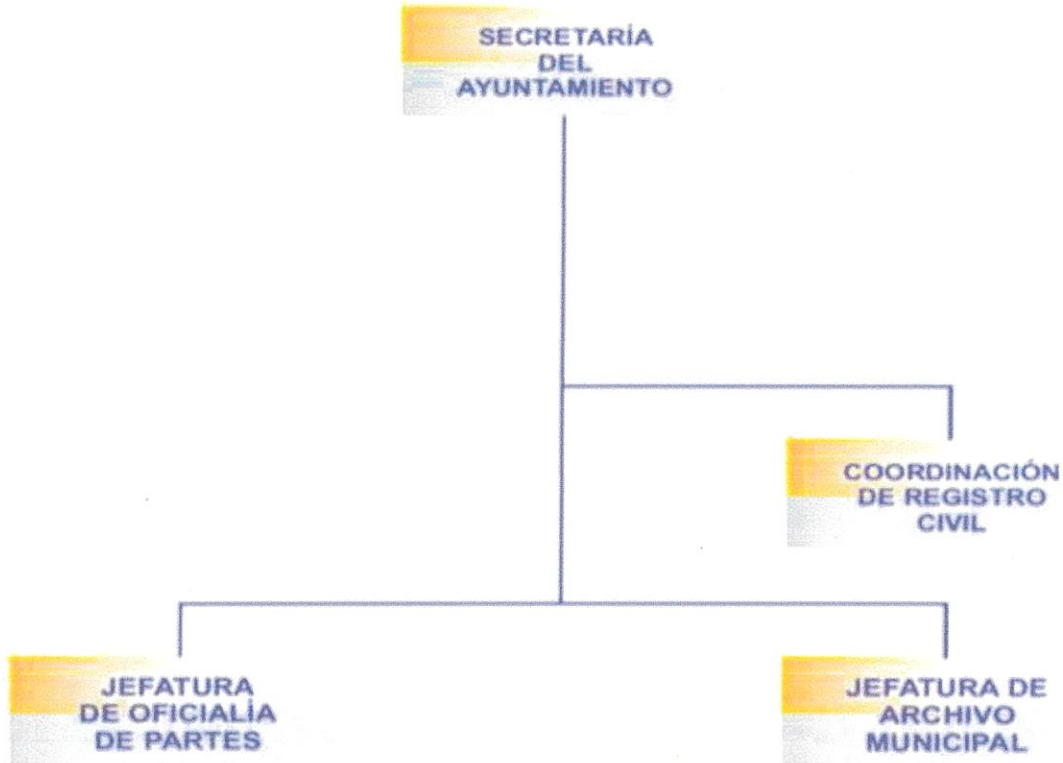 SECRETARÍA
DEL
AYUNTAMIENTO
COORDINACIÓN
DE REGISTRO
CIVIL
JEFATURA
DE OFICIALÍA
DE PARTES
JEFATURA DE
ARCHIVO
MUNICIPAL